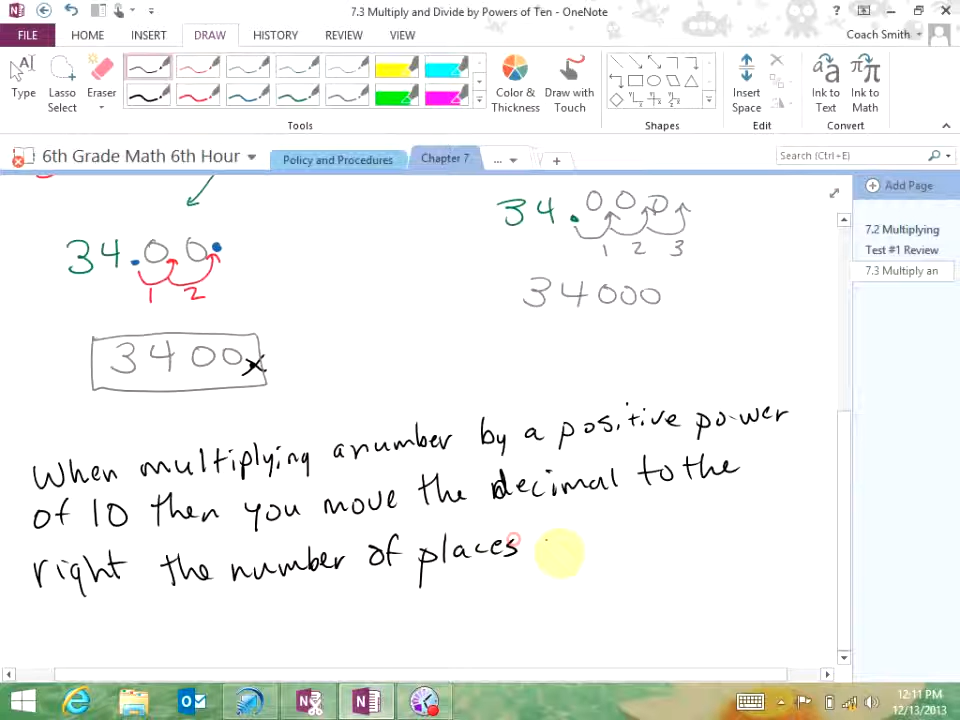 7.3 Multiply and Divide by Powers of Ten - OneNote
FILE HOME INSERT DRAW HISTORY REVIEW VIEW Coach Smith
Type
Lasso Select
Eraser
Color & Thickness
Draw with Touch
Insert Space
Ink to Text
Ink to Math
Tools Shapes Edit Convert
6th Grade Math 6th Hour Policy and Procedures Chapter 7 ... Search (Ctrl+E)
Add Page
7.2 Multiplying
Test #1 Review
7.3 Multiply an
34.000
1 2 3
34000
34.00.
1 2
3400
When multiplying a number by a positive power
of 10 then you move the decimal to the
right the number of places
12:11 PM
12/13/2013